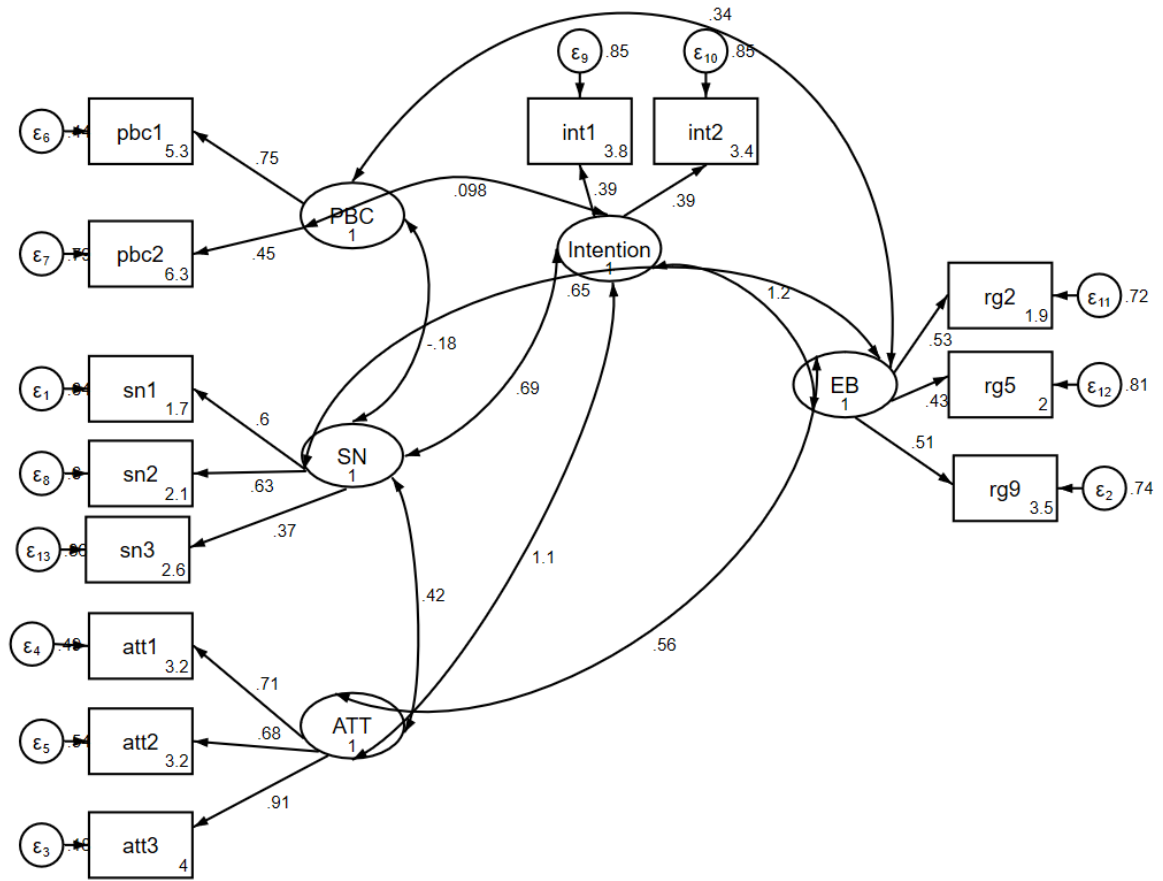 .34
ε9 .85
ε10 .85
int1 3.8
int2 3.4
ε6
pbc1 5.3
.75
.39
.39
PBC 1
.098
Intention 1
ε7
pbc2 6.3
.45
.65
1.2
rg2 1.9
ε11 .72
.53
-.18
EB 1
rg5 2
ε12 .81
.43
ε1
sn1 1.7
.6
.69
.51
SN 1
ε8
sn2 2.1
.63
rg9 3.5
ε2 .74
.37
ε13
sn3 2.6
1.1
.42
.56
ε4
att1 3.2
.71
ATT 1
ε5
att2 3.2
.68
.91
ε3
att3 4